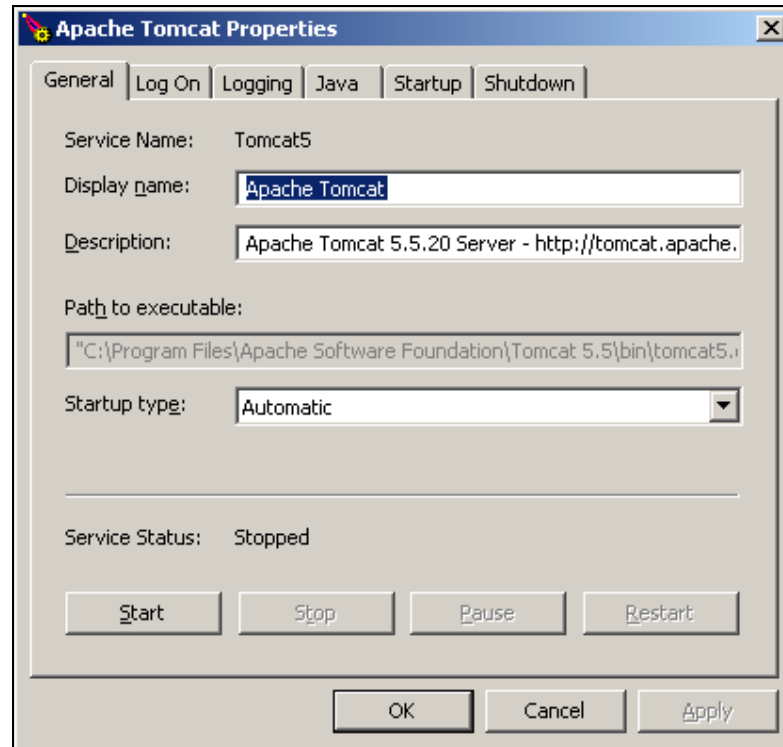 Apache Tomcat Properties
General Log On Logging Java Startup Shutdown
Service Name: Tomcat5
Display name: Apache Tomcat
Description: Apache Tomcat 5.5.20 Server - http://tomcat.apache.
Path to executable:
"C:\Program Files\Apache Software Foundation\Tomcat 5.5\bin\tomcat5.
Startup type: Automatic
Service Status: Stopped
Start Stop Pause Restart
OK Cancel Apply